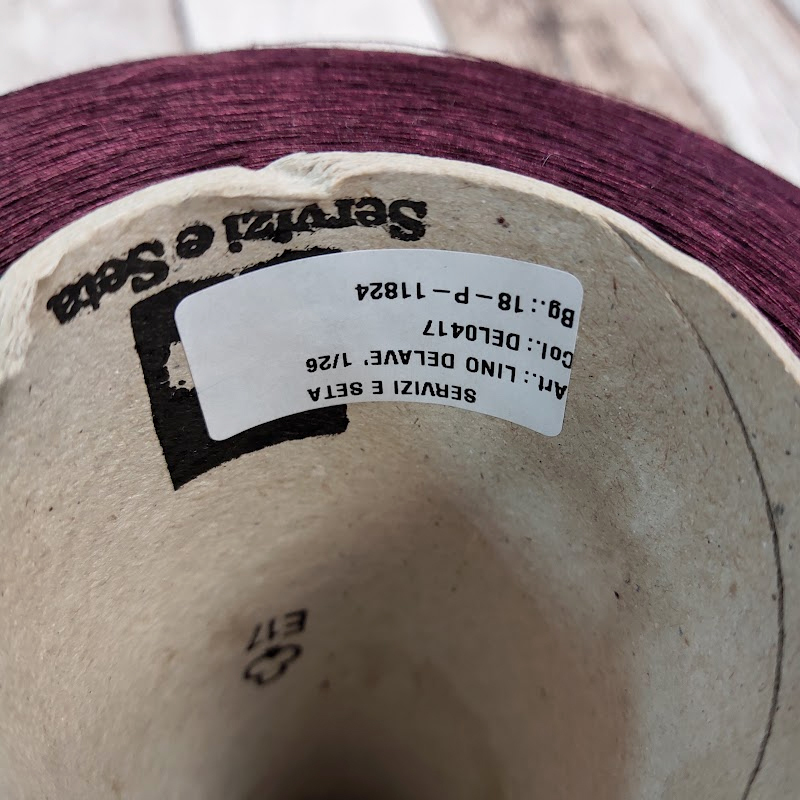 Servizi e Seta
SERVIZI E SETA
Art.: LINO DELAVE' 1/26
Col.: DEL0417
Bg.: 18-P-11824
E17